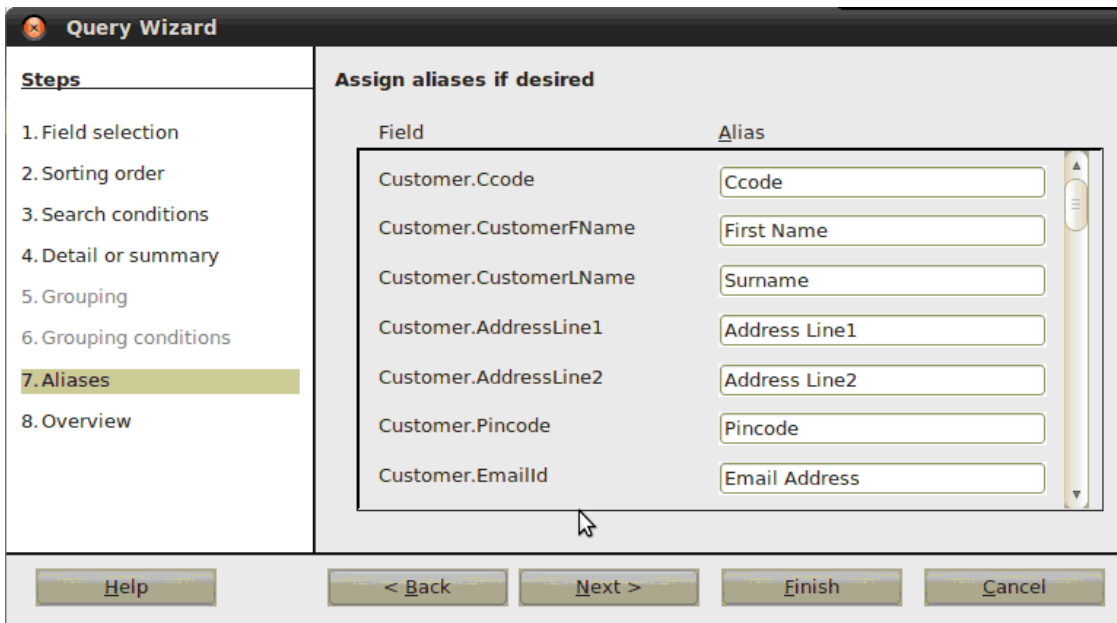 Query Wizard
Steps
1. Field selection
2. Sorting order
3. Search conditions
4. Detail or summary
5. Grouping
6. Grouping conditions
7. Aliases
8. Overview
Assign aliases if desired
Field Alias
Customer.Ccode Ccode
Customer.CustomerFName First Name
Customer.CustomerLName Surname
Customer.AddressLine1 Address Line1
Customer.AddressLine2 Address Line2
Customer.Pincode Pincode
Customer.EmailId Email Address
Help < Back Next > Finish Cancel